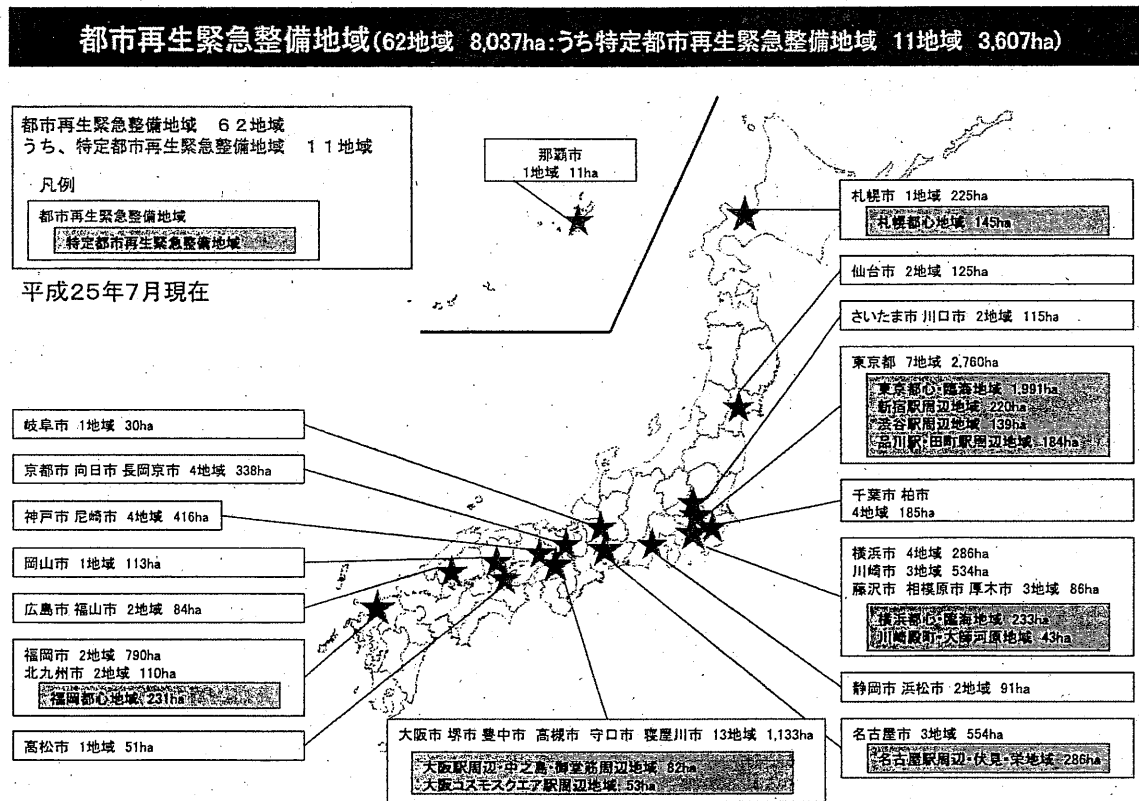 都市再生緊急整備地域(62地域 8,037ha:うち特定都市再生緊急整備地域 11地域 3,607ha)
都市再生緊急整備地域 62地域
うち、特定都市再生緊急整備地域 11地域
凡例
都市再生緊急整備地域
特定都市再生緊急整備地域
平成25年7月現在
那覇市
1地域 11ha
札幌市 1地域 225ha
札幌都心地域 145ha
仙台市 2地域 125ha
さいたま市 川口市 2地域 115ha
東京都 7地域 2,760ha
東京都心・臨海地域 1,991ha
新宿駅周辺地域 220ha
渋谷駅周辺地域 139ha
品川駅・田町駅周辺地域 184ha
千葉市 柏市
4地域 185ha
横浜市 4地域 286ha
川崎市 3地域 534ha
藤沢市 相模原市 厚木市 3地域 86ha
横浜都心・臨海地域 233ha
川崎殿町・大師河原地域 43ha
静岡市 浜松市 2地域 91ha
名古屋市 3地域 554ha
名古屋駅周辺・伏見・栄地域 286ha
岐阜市 1地域 30ha
京都市 向日市 長岡京市 4地域 338ha
神戸市 尼崎市 4地域 416ha
岡山市 1地域 113ha
広島市 福山市 2地域 84ha
福岡市 2地域 790ha
北九州市 2地域 110ha
福岡都心地域 231ha
高松市 1地域 51ha
大阪市 堺市 豊中市 高槻市 守口市 寝屋川市 13地域 1,133ha
大阪駅周辺・中之島・御堂筋周辺地域 82ha
大阪コスモスクエア駅周辺地域 53ha